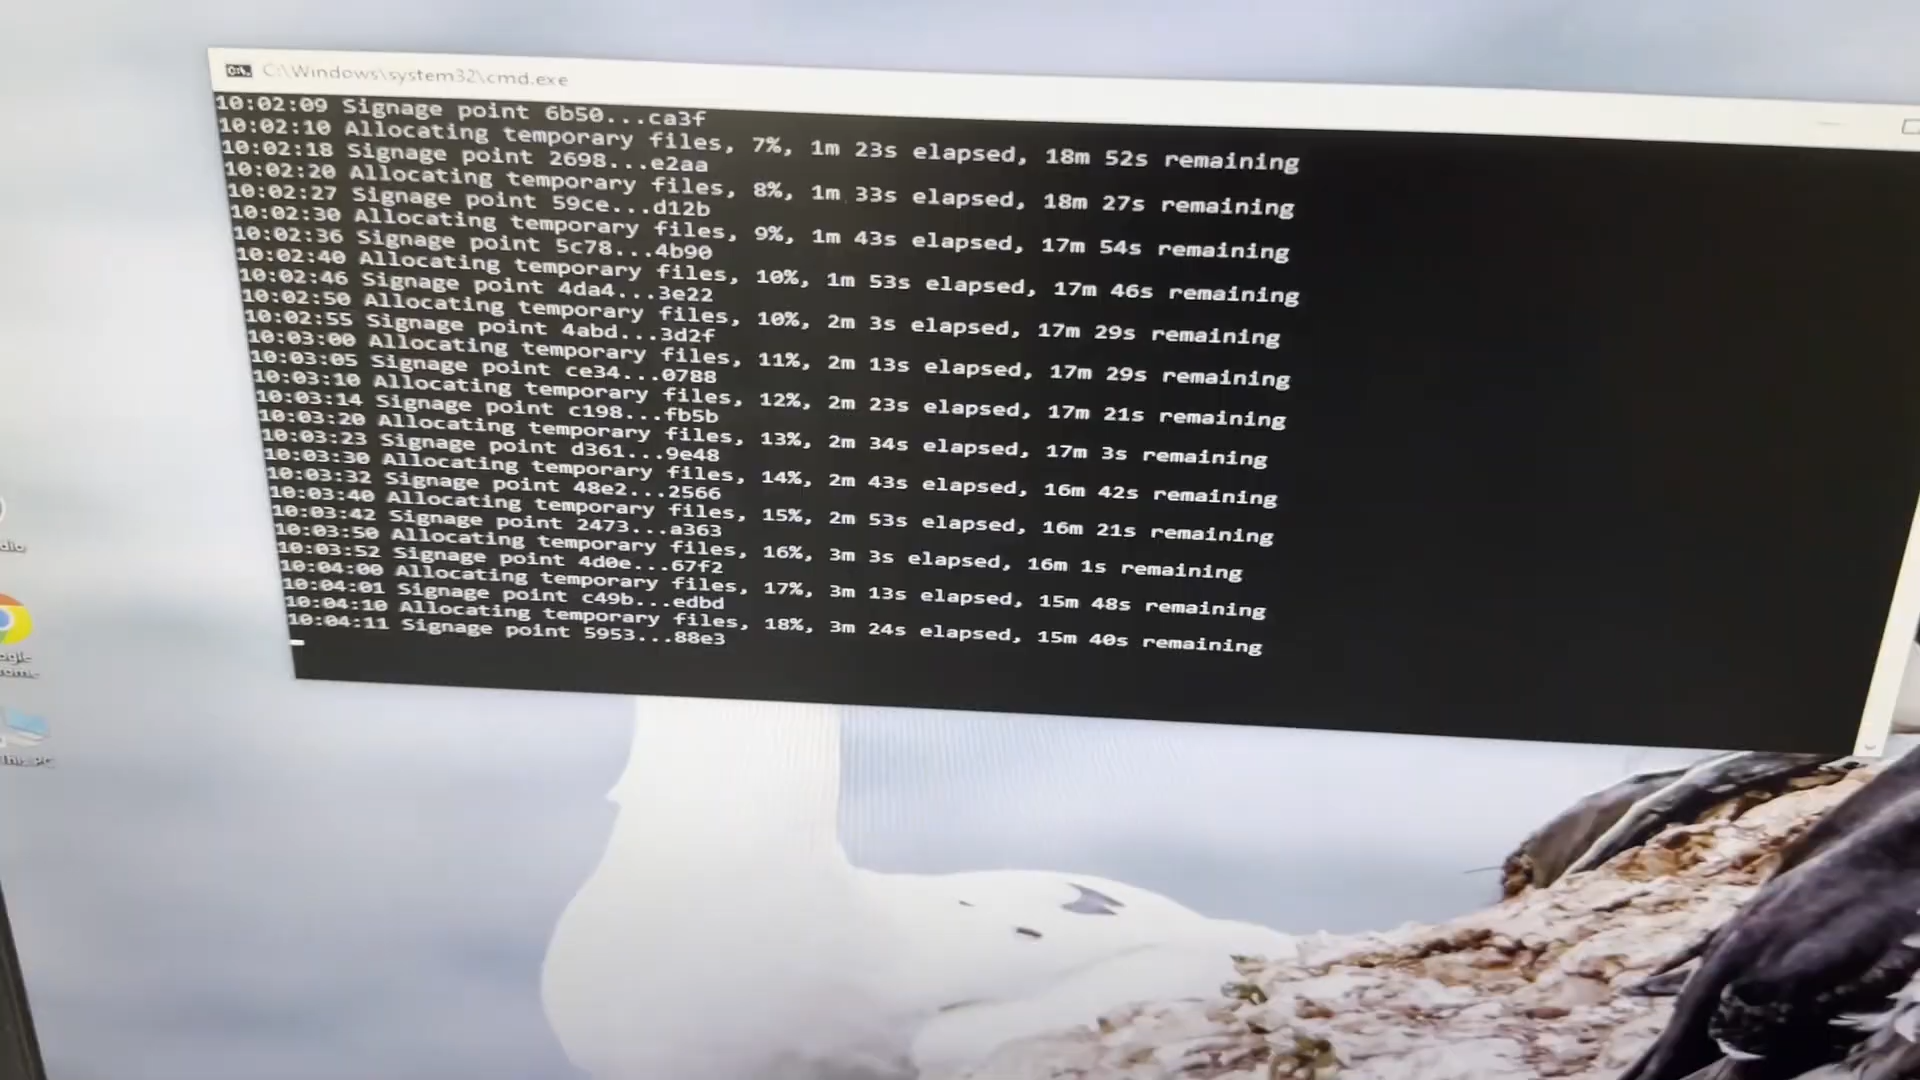 C:\Windows\system32\cmd.exe
10:02:09 Signage point 6b50...ca3f
10:02:10 Allocating temporary files, 7%, 1m 23s elapsed, 18m 52s remaining
10:02:18 Signage point 2698...e2aa
10:02:20 Allocating temporary files, 8%, 1m 33s elapsed, 18m 27s remaining
10:02:27 Signage point 59ce...d12b
10:02:30 Allocating temporary files, 9%, 1m 43s elapsed, 17m 54s remaining
10:02:36 Signage point 5c78...4b90
10:02:40 Allocating temporary files, 10%, 1m 53s elapsed, 17m 46s remaining
10:02:46 Signage point 4da4...3e22
10:02:50 Allocating temporary files, 10%, 2m 3s elapsed, 17m 29s remaining
10:02:55 Signage point 4abd...3d2f
10:03:00 Allocating temporary files, 11%, 2m 13s elapsed, 17m 29s remaining
10:03:05 Signage point ce34...0788
10:03:10 Allocating temporary files, 12%, 2m 23s elapsed, 17m 21s remaining
10:03:14 Signage point c198...fb5b
10:03:20 Allocating temporary files, 13%, 2m 34s elapsed, 17m 3s remaining
10:03:23 Signage point d361...9e48
10:03:30 Allocating temporary files, 14%, 2m 43s elapsed, 16m 42s remaining
10:03:32 Signage point 48e2...2566
10:03:40 Allocating temporary files, 15%, 2m 53s elapsed, 16m 21s remaining
10:03:42 Signage point 2473...a363
10:03:50 Allocating temporary files, 16%, 3m 3s elapsed, 16m 1s remaining
10:03:52 Signage point 4d0e...67f2
10:04:00 Allocating temporary files, 17%, 3m 13s elapsed, 15m 48s remaining
10:04:01 Signage point c49b...edbd
10:04:10 Allocating temporary files, 18%, 3m 24s elapsed, 15m 40s remaining
10:04:11 Signage point 5953...88e3
This PC